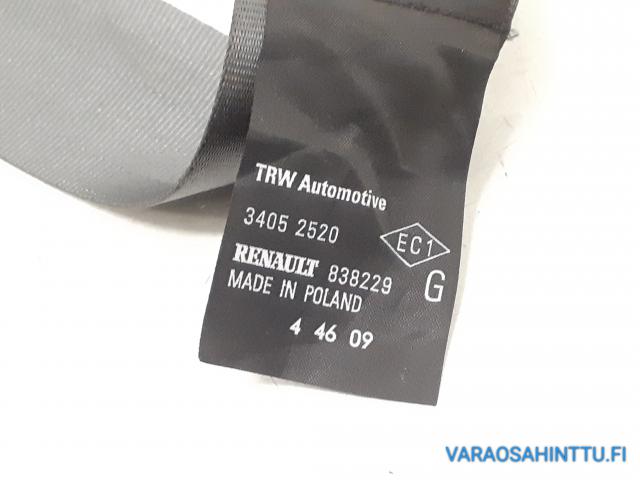 TRW Automotive
3405 2520
EC1
RENAULT 838229
G
MADE IN POLAND
4 46 09
VARAOSAHINTTU.FI